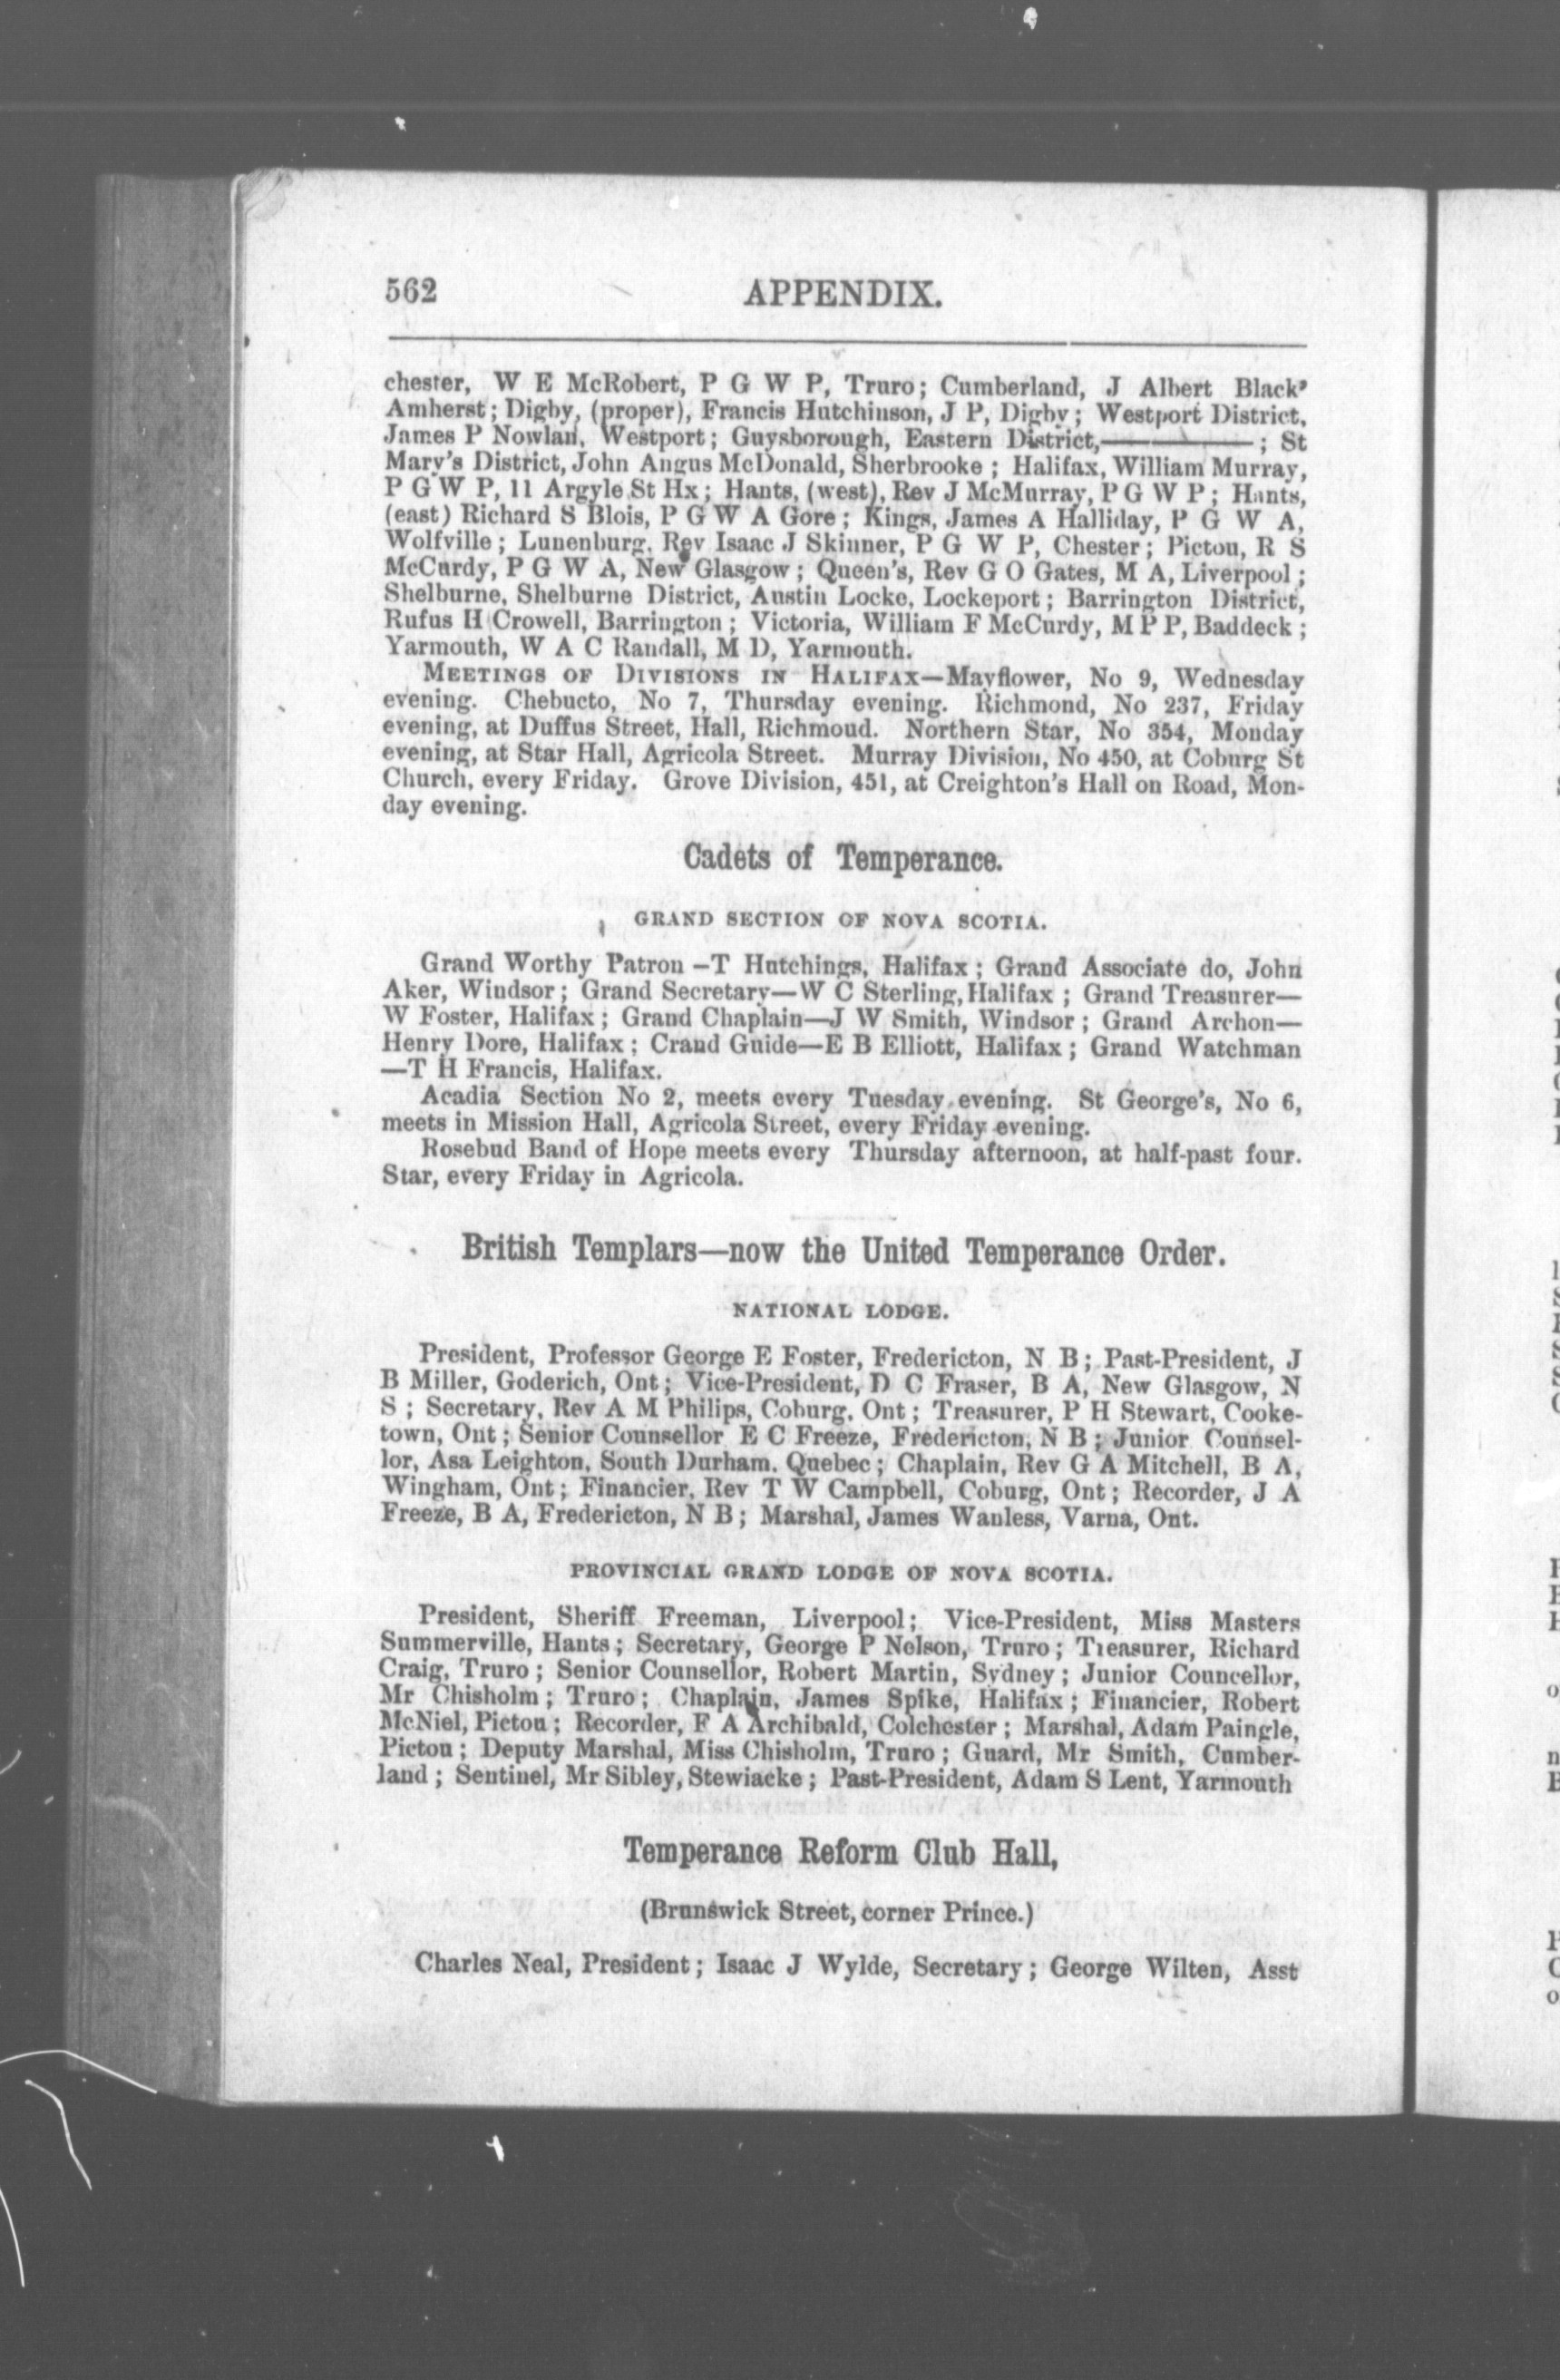 562 APPENDIX.
chester, W E McRobert, P G W P, Truro; Cumberland, J Albert Black'
Amherst; Digby, (proper), Francis Hutchinson, J P, Digby; Westport District,
James P Nowlan, Westport; Guysborough, Eastern District,————; St
Mary's District, John Angus McDonald, Sherbrooke; Halifax, William Murray,
P G W P, 11 Argyle St Hx; Hants, (west), Rev J McMurray, P G W P; Hants,
(east) Richard S Blois, P G W A Gore; Kings, James A Halliday, P G W A,
Wolfville; Lunenburg, Rev Isaac J Skinner, P G W P, Chester; Pictou, R S
McCurdy, P G W A, New Glasgow; Queen's, Rev G O Gates, M A, Liverpool;
Shelburne, Shelburne District, Austin Locke, Lockeport; Barrington District,
Rufus H Crowell, Barrington; Victoria, William F McCurdy, M P P, Baddeck;
Yarmouth, W A C Randall, M D, Yarmouth.
MEETINGS OF DIVISIONS IN HALIFAX—Mayflower, No 9, Wednesday
evening. Chebucto, No 7, Thursday evening. Richmond, No 237, Friday
evening, at Duffus Street, Hall, Richmoud. Northern Star, No 354, Monday
evening, at Star Hall, Agricola Street. Murray Division, No 450, at Coburg St
Church, every Friday. Grove Division, 451, at Creighton's Hall on Road, Mon-
day evening.
Cadets of Temperance.
GRAND SECTION OF NOVA SCOTIA.
Grand Worthy Patron —T Hutchings, Halifax; Grand Associate do, John
Aker, Windsor; Grand Secretary—W C Sterling, Halifax; Grand Treasurer—
W Foster, Halifax; Grand Chaplain—J W Smith, Windsor; Grand Archon—
Henry Dore, Halifax; Crand Guide—E B Elliott, Halifax; Grand Watchman
—T H Francis, Halifax.
Acadia Section No 2, meets every Tuesday evening. St George's, No 6,
meets in Mission Hall, Agricola Street, every Friday evening.
Rosebud Band of Hope meets every Thursday afternoon, at half-past four.
Star, every Friday in Agricola.
British Templars—now the United Temperance Order.
NATIONAL LODGE.
President, Professor George E Foster, Fredericton, N B; Past-President, J
B Miller, Goderich, Ont; Vice-President, D C Fraser, B A, New Glasgow, N
S; Secretary, Rev A M Philips, Coburg, Ont; Treasurer, P H Stewart, Cooke-
town, Ont; Senior Counsellor E C Freeze, Fredericton, N B; Junior Counsel-
lor, Asa Leighton, South Durham, Quebec; Chaplain, Rev G A Mitchell, B A,
Wingham, Ont; Financier, Rev T W Campbell, Coburg, Ont; Recorder, J A
Freeze, B A, Fredericton, N B; Marshal, James Wanless, Varna, Ont.
PROVINCIAL GRAND LODGE OF NOVA SCOTIA.
President, Sheriff Freeman, Liverpool; Vice-President, Miss Masters
Summerville, Hants; Secretary, George P Nelson, Truro; Treasurer, Richard
Craig, Truro; Senior Counsellor, Robert Martin, Sydney; Junior Councellor,
Mr Chisholm; Truro; Chaplain, James Spike, Halifax; Financier, Robert
McNiel, Pictou; Recorder, F A Archibald, Colchester; Marshal, Adam Paingle,
Pictou; Deputy Marshal, Miss Chisholm, Truro; Guard, Mr Smith, Cumber-
land; Sentinel, Mr Sibley, Stewiacke; Past-President, Adam S Lent, Yarmouth
Temperance Reform Club Hall,
(Brunswick Street, corner Prince.)
Charles Neal, President; Isaac J Wylde, Secretary; George Wilten, Asst